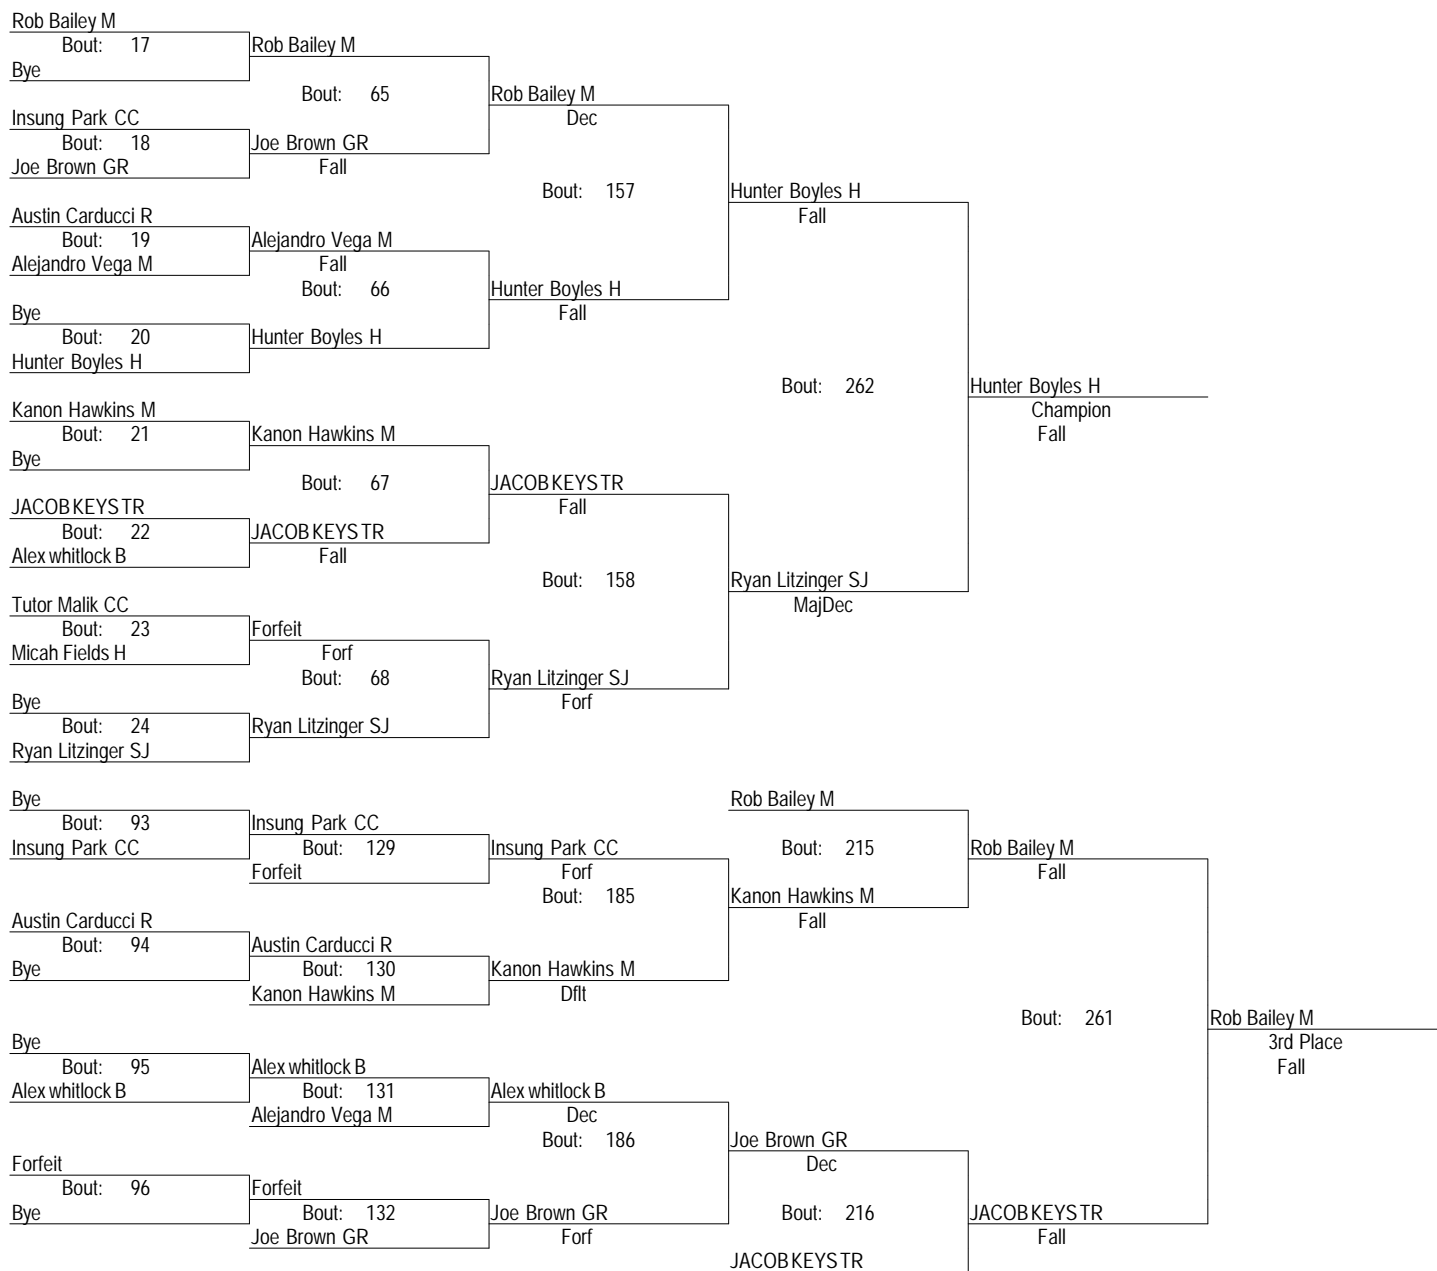 Rob Bailey M
Bout: 17
Rob Bailey M
Bye
Bout: 65
Rob Bailey M
Dec
Insung Park CC
Bout: 18
Joe Brown GR
Joe Brown GR
Fall
Bout: 157
Hunter Boyles H
Fall
Austin Carducci R
Bout: 19
Alejandro Vega M
Alejandro Vega M
Fall
Bout: 66
Hunter Boyles H
Fall
Bye
Bout: 20
Hunter Boyles H
Hunter Boyles H
Bout: 262
Hunter Boyles H
Champion
Fall
Kanon Hawkins M
Bout: 21
Kanon Hawkins M
Bye
Bout: 67
JACOB KEYS TR
Fall
JACOB KEYS TR
Bout: 22
JACOB KEYS TR
Alex whitlock B
Fall
Bout: 158
Ryan Litzinger SJ
MajDec
Tutor Malik CC
Bout: 23
Forfeit
Micah Fields H
Forf
Bout: 68
Ryan Litzinger SJ
Forf
Bye
Bout: 24
Ryan Litzinger SJ
Ryan Litzinger SJ
Bye
Bout: 93
Insung Park CC
Insung Park CC
Bout: 129
Insung Park CC
Forfeit
Forf
Rob Bailey M
Bout: 215
Rob Bailey M
Fall
Bout: 185
Kanon Hawkins M
Fall
Austin Carducci R
Bout: 94
Austin Carducci R
Bye
Bout: 130
Kanon Hawkins M
Kanon Hawkins M
Dflt
Bout: 261
Rob Bailey M
3rd Place
Fall
Bye
Bout: 95
Alex whitlock B
Alex whitlock B
Bout: 131
Alex whitlock B
Alejandro Vega M
Dec
Bout: 186
Joe Brown GR
Dec
Forfeit
Bout: 96
Forfeit
Bye
Bout: 132
Joe Brown GR
Joe Brown GR
Forf
Bout: 216
JACOB KEYS TR
Fall
JACOB KEYS TR